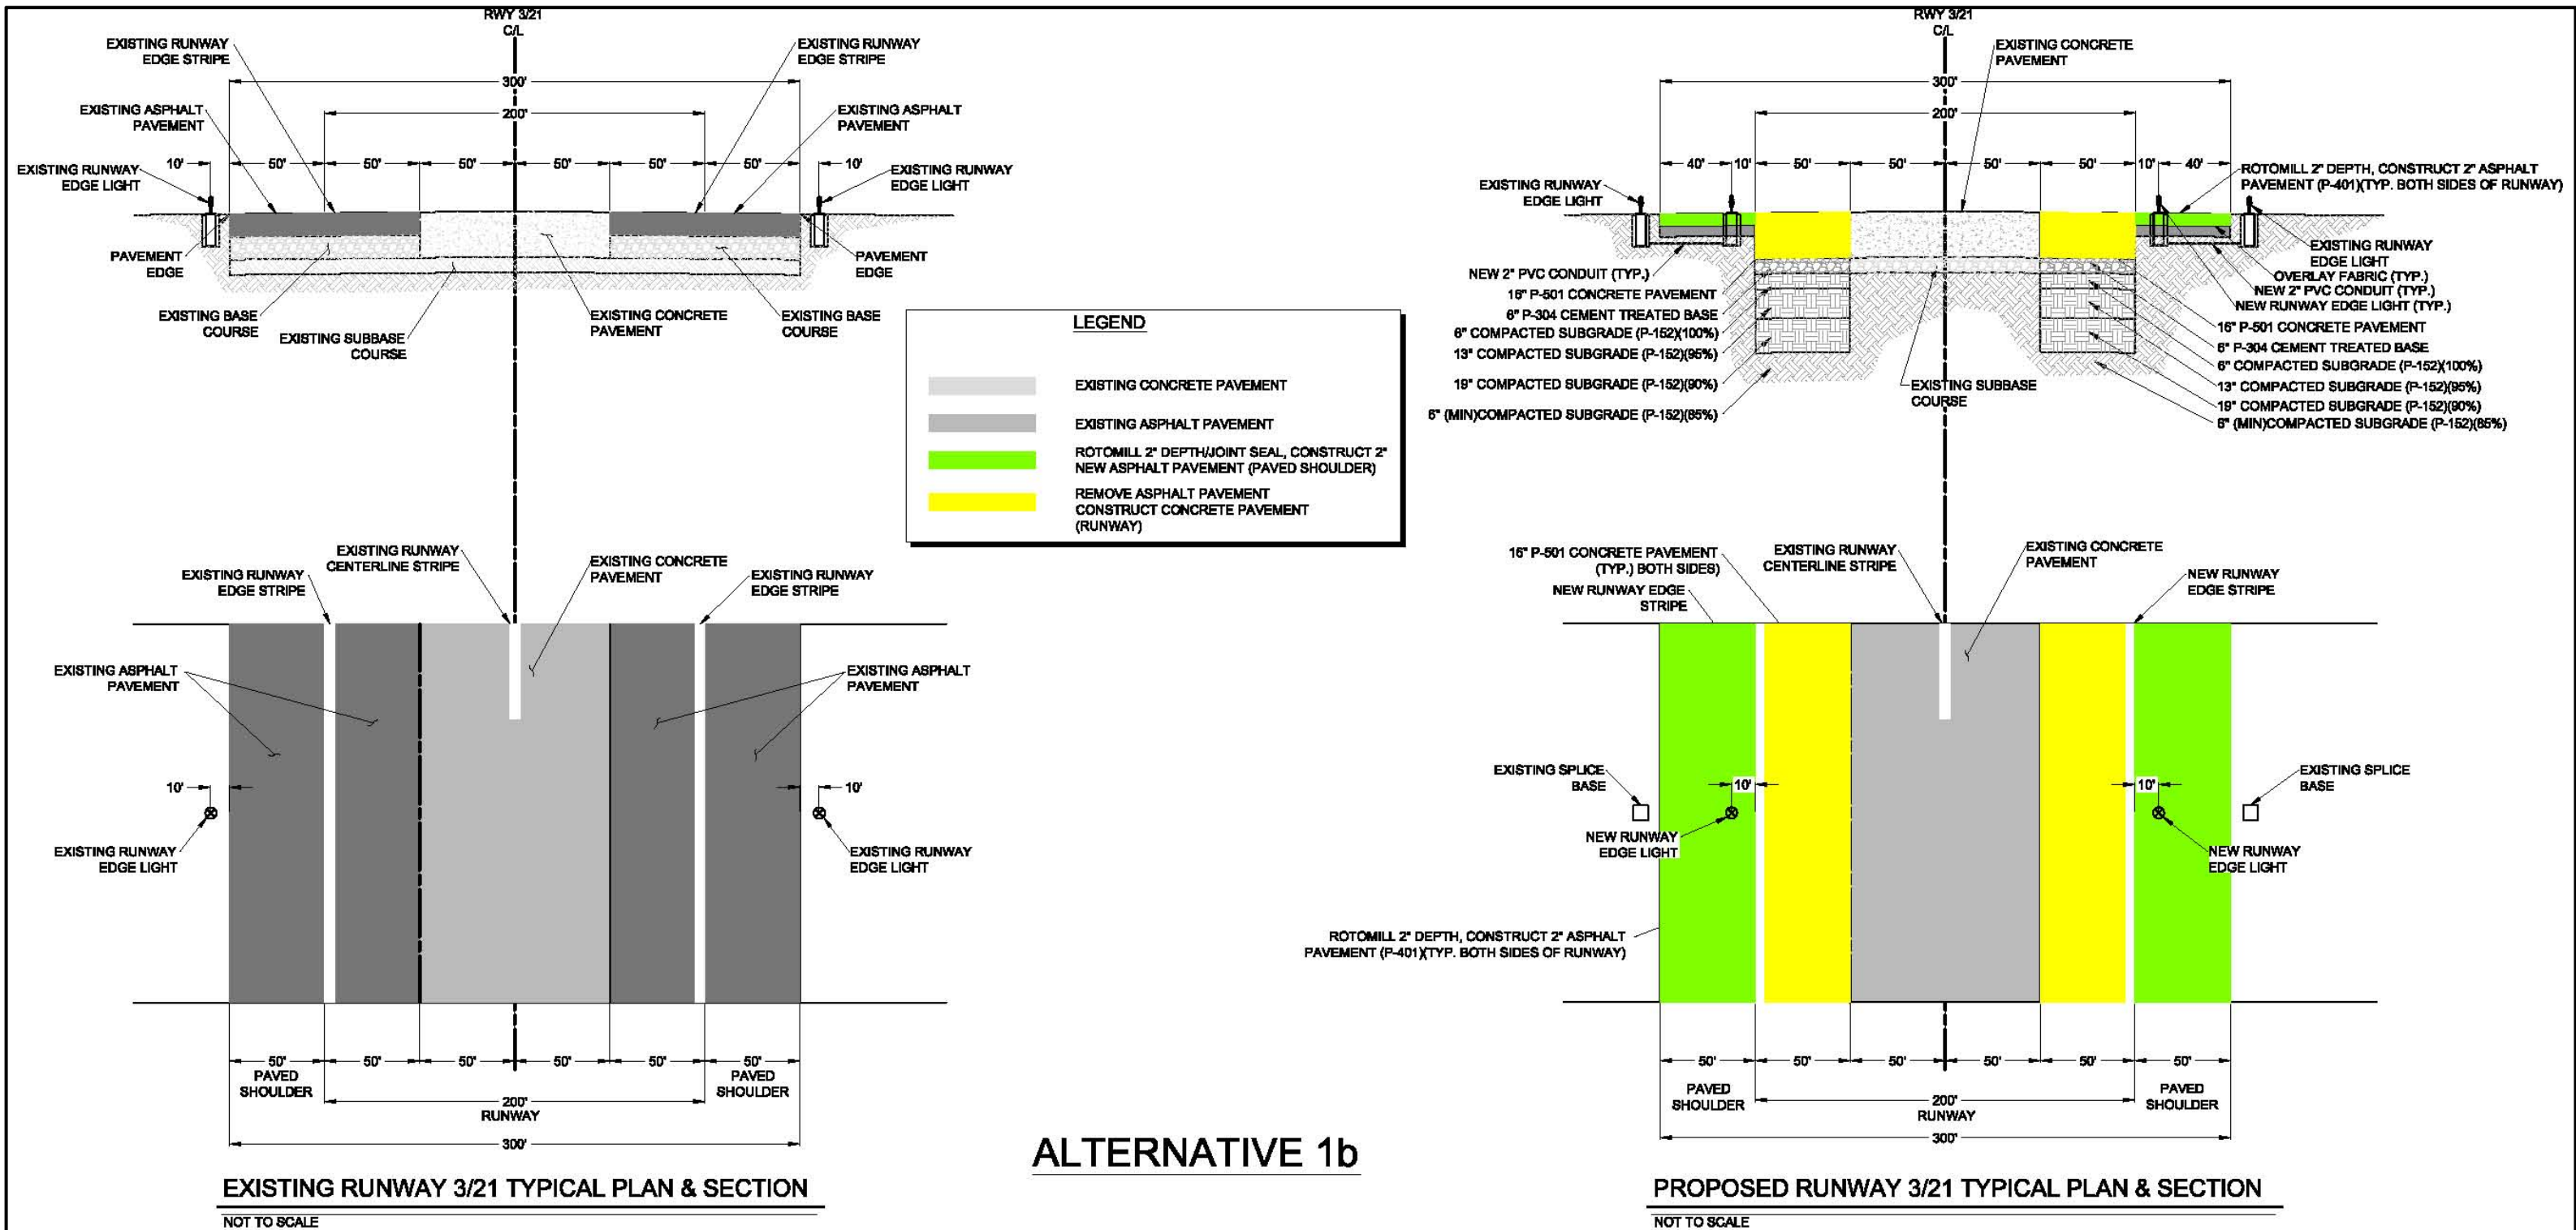 RWY 3/21
C/L
EXISTING RUNWAY
EDGE STRIPE
EXISTING RUNWAY
EDGE STRIPE
300'
EXISTING ASPHALT
PAVEMENT
200'
EXISTING ASPHALT
PAVEMENT
10'
50'
50'
50'
50'
50'
50'
10'
EXISTING RUNWAY
EDGE LIGHT
EXISTING RUNWAY
EDGE LIGHT
PAVEMENT
EDGE
PAVEMENT
EDGE
EXISTING BASE
COURSE
EXISTING SUBBASE
COURSE
EXISTING CONCRETE
PAVEMENT
EXISTING BASE
COURSE
LEGEND
EXISTING CONCRETE PAVEMENT
EXISTING ASPHALT PAVEMENT
ROTOMILL 2" DEPTH/JOINT SEAL, CONSTRUCT 2"
NEW ASPHALT PAVEMENT (PAVED SHOULDER)
REMOVE ASPHALT PAVEMENT
CONSTRUCT CONCRETE PAVEMENT
(RUNWAY)
EXISTING RUNWAY
EDGE STRIPE
EXISTING RUNWAY
CENTERLINE STRIPE
EXISTING CONCRETE
PAVEMENT
EXISTING RUNWAY
EDGE STRIPE
EXISTING ASPHALT
PAVEMENT
EXISTING ASPHALT
PAVEMENT
10'
10'
EXISTING RUNWAY
EDGE LIGHT
EXISTING RUNWAY
EDGE LIGHT
50'
50'
50'
50'
50'
50'
PAVED
SHOULDER
PAVED
SHOULDER
200'
RUNWAY
300'
EXISTING RUNWAY 3/21 TYPICAL PLAN & SECTION
NOT TO SCALE
ALTERNATIVE 1b
RWY 3/21
C/L
EXISTING CONCRETE
PAVEMENT
300'
200'
40'
10'
50'
50'
50'
50'
10'
40'
EXISTING RUNWAY
EDGE LIGHT
ROTOMILL 2" DEPTH, CONSTRUCT 2" ASPHALT
PAVEMENT (P-401)(TYP. BOTH SIDES OF RUNWAY)
NEW 2" PVC CONDUIT (TYP.)
16" P-501 CONCRETE PAVEMENT
6" P-304 CEMENT TREATED BASE
6" COMPACTED SUBGRADE (P-152)(100%)
13" COMPACTED SUBGRADE (P-152)(95%)
19" COMPACTED SUBGRADE (P-152)(90%)
6" (MIN)COMPACTED SUBGRADE (P-152)(85%)
EXISTING SUBBASE
COURSE
EXISTING RUNWAY
EDGE LIGHT
OVERLAY FABRIC (TYP.)
NEW 2" PVC CONDUIT (TYP.)
NEW RUNWAY EDGE LIGHT (TYP.)
16" P-501 CONCRETE PAVEMENT
6" P-304 CEMENT TREATED BASE
6" COMPACTED SUBGRADE (P-152)(100%)
13" COMPACTED SUBGRADE (P-152)(95%)
19" COMPACTED SUBGRADE (P-152)(90%)
6" (MIN)COMPACTED SUBGRADE (P-152)(85%)
16" P-501 CONCRETE PAVEMENT
(TYP.) BOTH SIDES)
NEW RUNWAY EDGE
STRIPE
EXISTING RUNWAY
CENTERLINE STRIPE
EXISTING CONCRETE
PAVEMENT
NEW RUNWAY
EDGE STRIPE
EXISTING SPLICE
BASE
10'
10'
EXISTING SPLICE
BASE
NEW RUNWAY
EDGE LIGHT
NEW RUNWAY
EDGE LIGHT
ROTOMILL 2" DEPTH, CONSTRUCT 2" ASPHALT
PAVEMENT (P-401)(TYP. BOTH SIDES OF RUNWAY)
50'
50'
50'
50'
50'
50'
PAVED
SHOULDER
PAVED
SHOULDER
200'
RUNWAY
300'
PROPOSED RUNWAY 3/21 TYPICAL PLAN & SECTION
NOT TO SCALE